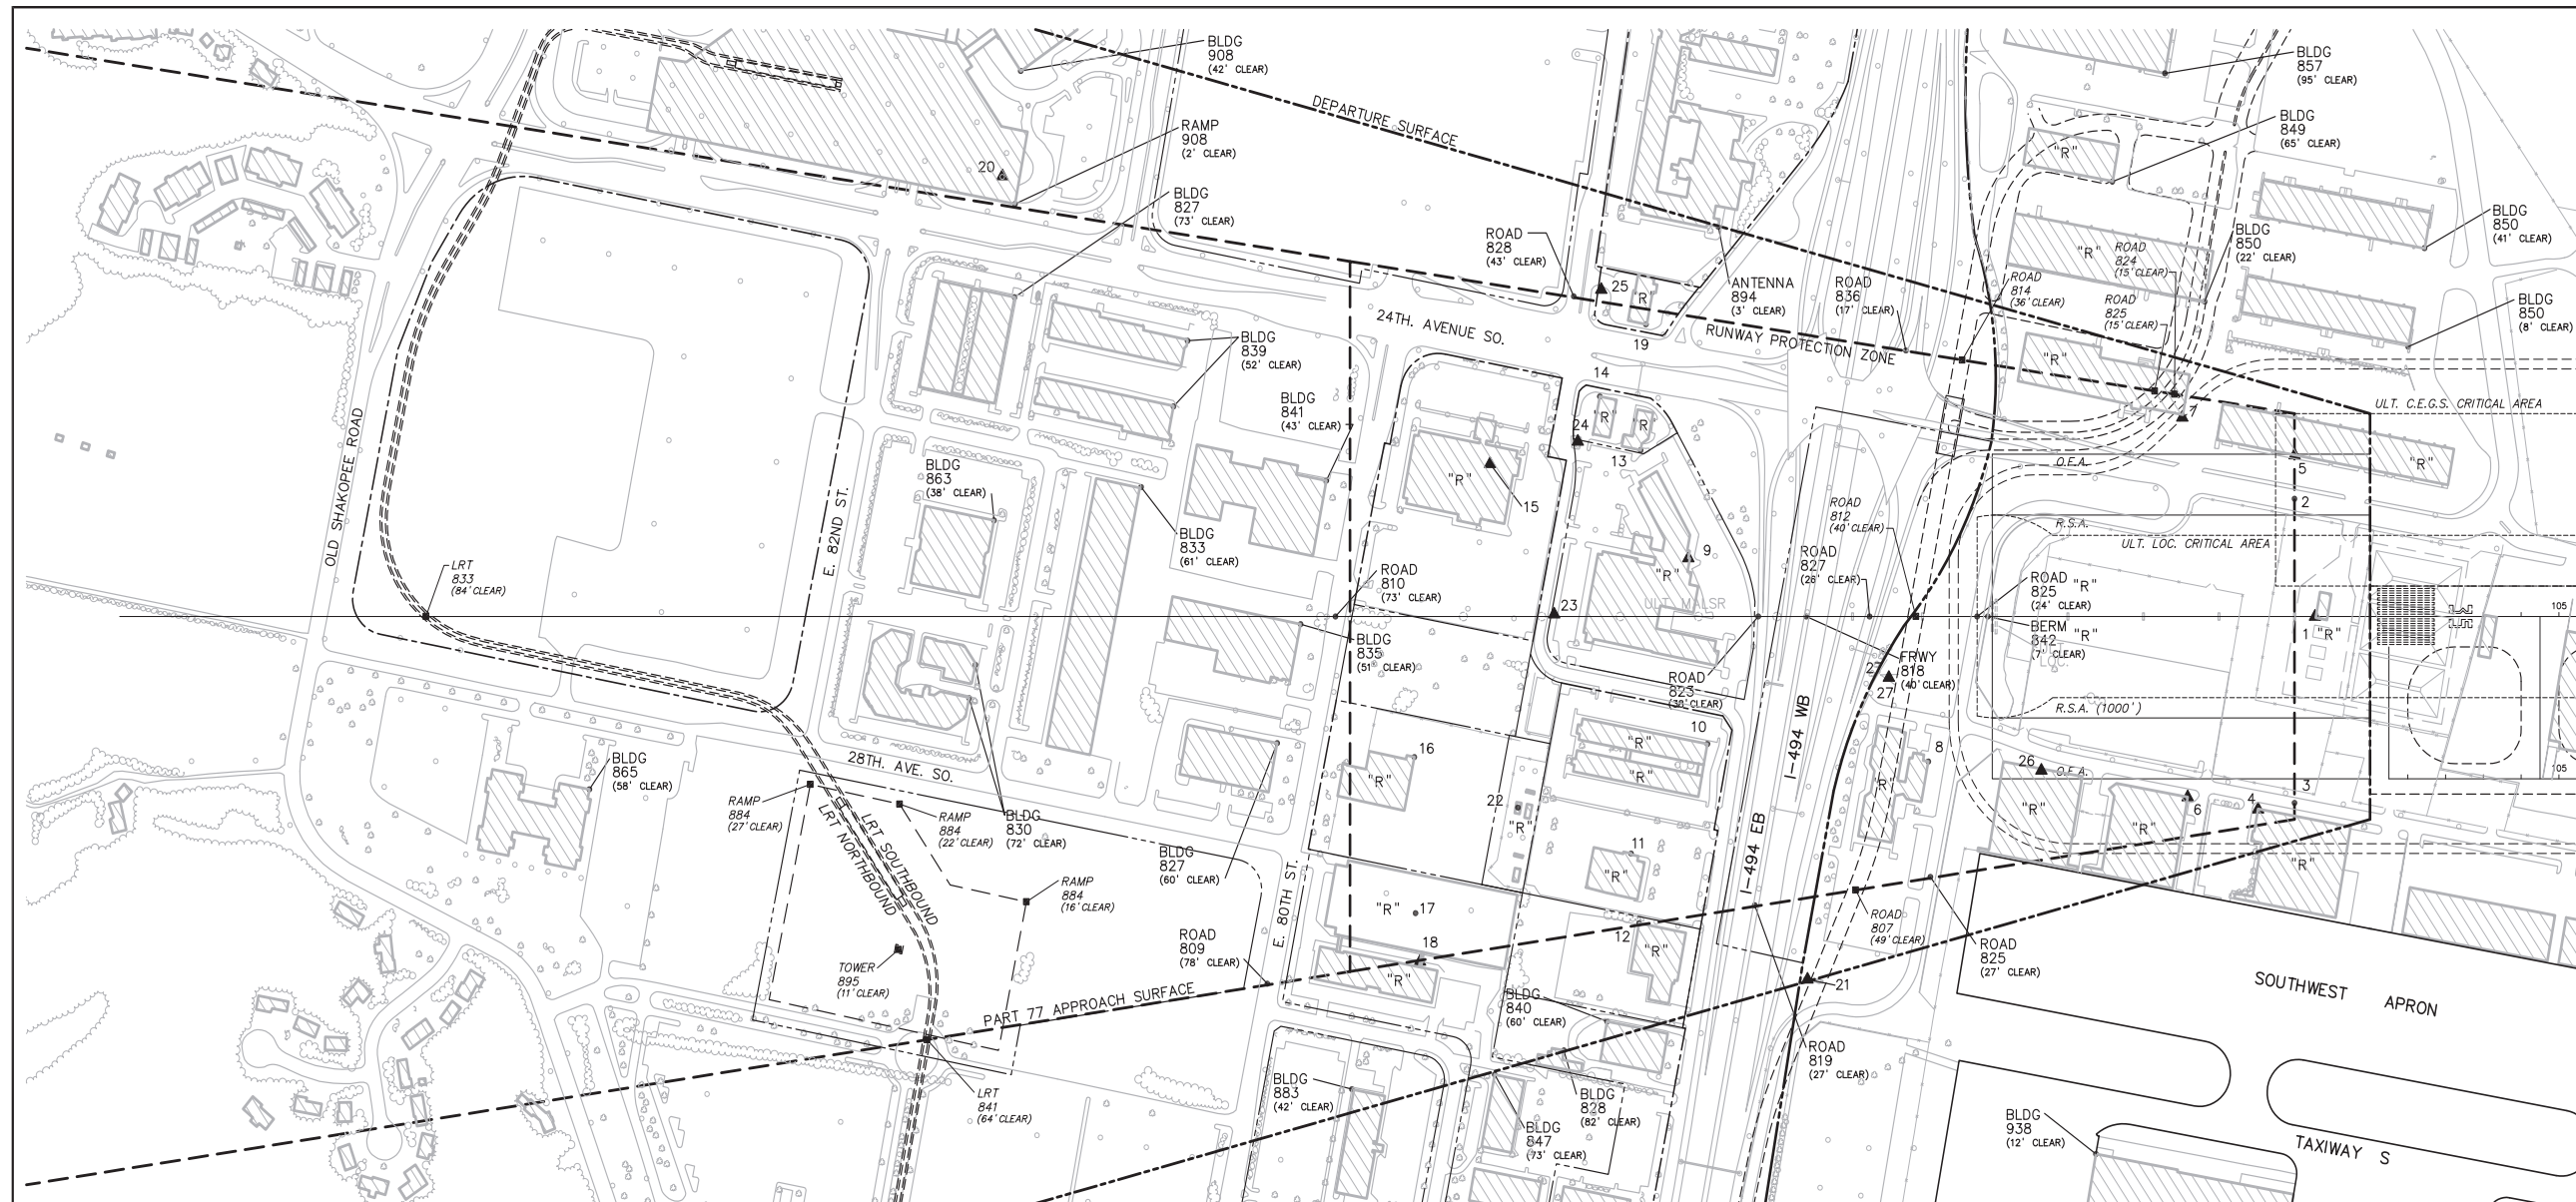 BLDG
908
(42' CLEAR)
BLDG
857
(95' CLEAR)
DEPARTURE SURFACE
RAMP
908
(2' CLEAR)
BLDG
849
(65' CLEAR)
"R"
20
BLDG
827
(73' CLEAR)
ROAD
828
(43' CLEAR)
BLDG
850
(41' CLEAR)
BLDG
850
(22' CLEAR)
"R"
ROAD
824
(15' CLEAR)
ROAD
814
(36' CLEAR)
25
"R"
ANTENNA
894
(3' CLEAR)
ROAD
836
(17' CLEAR)
ROAD
825
(15' CLEAR)
BLDG
850
(8' CLEAR)
24TH. AVENUE SO.
19
RUNWAY PROTECTION ZONE
"R"
BLDG
839
(52' CLEAR)
14
BLDG
841
(43' CLEAR)
ULT. C.E.G.S. CRITICAL AREA
7
24
"R"
"R"
13
OLD SHAKOPEE ROAD
BLDG
863
(38' CLEAR)
"R"
15
O.F.A.
5
"R"
2
E. 82ND ST.
BLDG
833
(61' CLEAR)
ROAD
812
(40' CLEAR)
R.S.A.
ULT. LOC. CRITICAL AREA
9
"R"
ROAD
827
(28' CLEAR)
LRT
833
(84' CLEAR)
ROAD
810
(73' CLEAR)
23
ULT. MALSR
ROAD
825
(24' CLEAR)
"R"
BERM
842
(7' CLEAR)
"R"
LOC.
1
"R"
105
BLDG
835
(51' CLEAR)
FRWY
818
(40' CLEAR)
27
27
ROAD
823
(30' CLEAR)
R.S.A. (1000')
I-494 WB
10
"R"
"R"
16
"R"
8
"R"
BLDG
865
(58' CLEAR)
28TH. AVE. SO.
26
O.F.A.
105
RAMP
884
(27' CLEAR)
RAMP
884
(22' CLEAR)
BLDG
830
(72' CLEAR)
22
"R"
"R"
"R"
6
4
3
"R"
LRT SOUTHBOUND
LRT NORTHBOUND
BLDG
827
(60' CLEAR)
11
"R"
I-494 EB
RAMP
884
(16' CLEAR)
E. 80TH ST.
"R"
17
18
"R"
12
"R"
ROAD
807
(49' CLEAR)
ROAD
809
(78' CLEAR)
ROAD
825
(27' CLEAR)
TOWER
895
(11' CLEAR)
21
SOUTHWEST APRON
PART 77 APPROACH SURFACE
BLDG
840
(60' CLEAR)
ROAD
819
(27' CLEAR)
LRT
841
(64' CLEAR)
BLDG
883
(42' CLEAR)
BLDG
828
(82' CLEAR)
BLDG
847
(73' CLEAR)
BLDG
938
(12' CLEAR)
TAXIWAY S